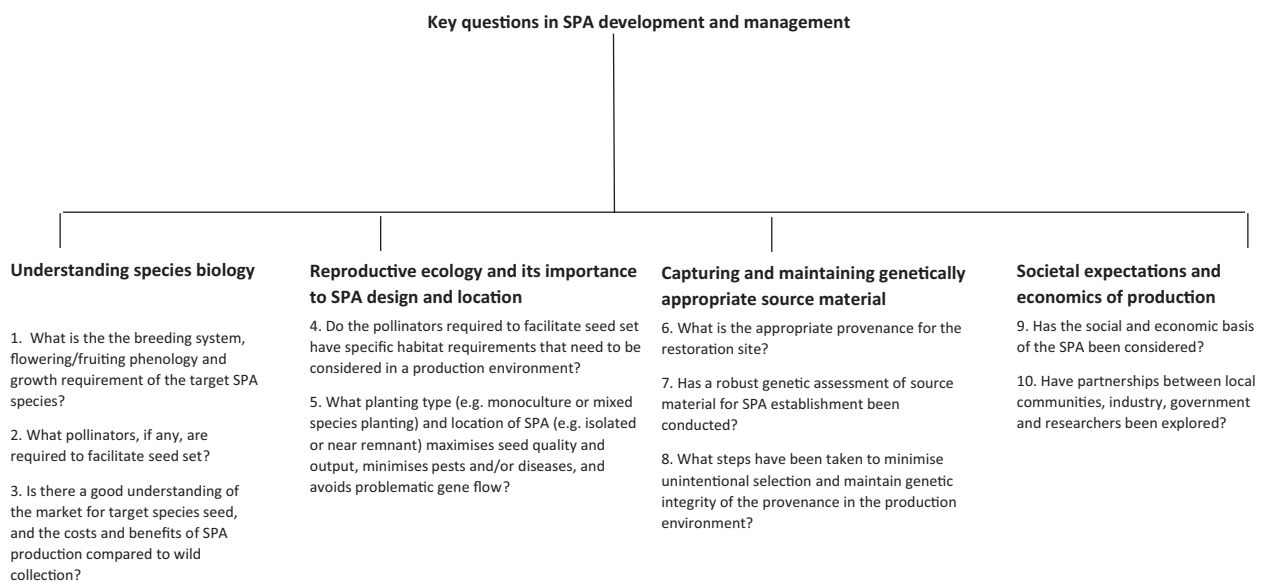 Key questions in SPA development and management
Understanding species biology
1. What is the the breeding system,
flowering/fruiting phenology and
growth requirement of the target SPA
species?
2. What pollinators, if any, are
required to facilitate seed set?
3. Is there a good understanding of
the market for target species seed,
and the costs and benefits of SPA
production compared to wild
collection?
Reproductive ecology and its importance
to SPA design and location
4. Do the pollinators required to facilitate seed set
have specific habitat requirements that need to be
considered in a production environment?
5. What planting type (e.g. monoculture or mixed
species planting) and location of SPA (e.g. isolated
or near remnant) maximises seed quality and
output, minimises pests and/or diseases, and
avoids problematic gene flow?
Capturing and maintaining genetically
appropriate source material
6. What is the appropriate provenance for the
restoration site?
7. Has a robust genetic assessment of source
material for SPA establishment been
conducted?
8. What steps have been taken to minimise
unintentional selection and maintain genetic
integrity of the provenance in the production
environment?
Societal expectations and
economics of production
9. Has the social and economic basis
of the SPA been considered?
10. Have partnerships between local
communities, industry, government
and researchers been explored?